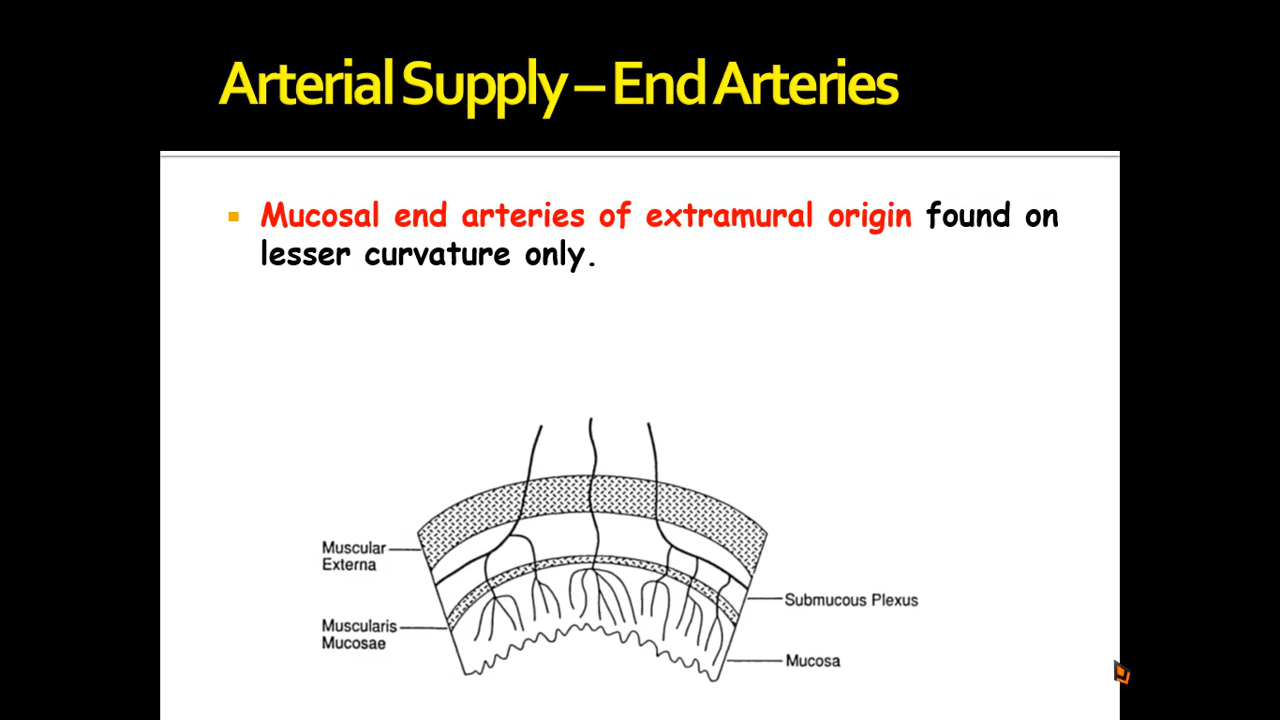 Arterial Supply – End Arteries
Mucosal end arteries of extramural origin found on
lesser curvature only.
Muscular
Externa
Submucous Plexus
Muscularis
Mucosae
Mucosa